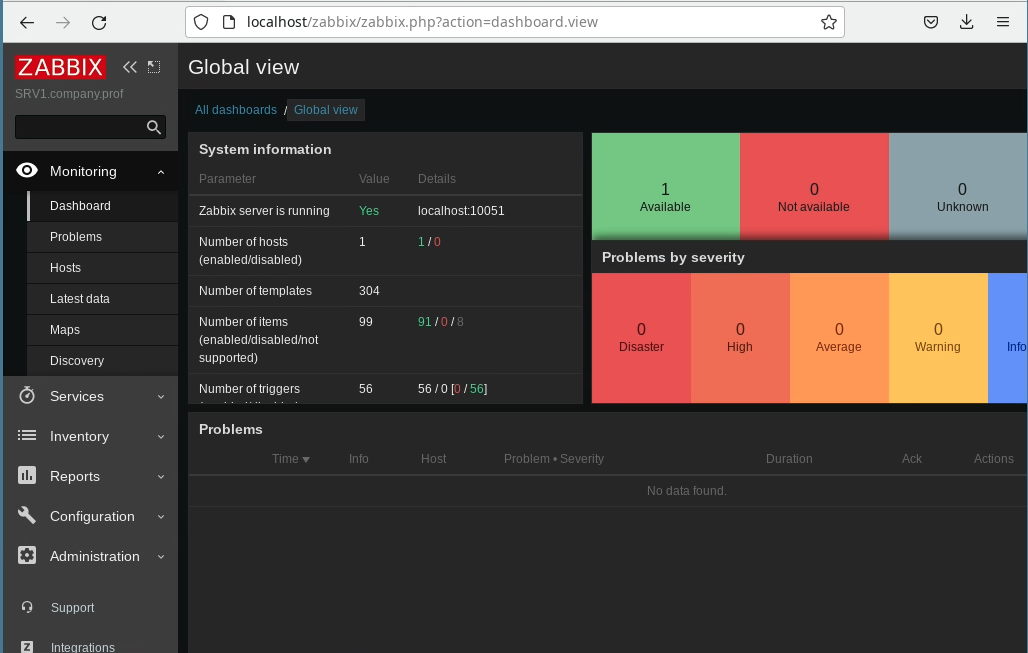 localhost/zabbix/zabbix.php?action=dashboard.view
ZABBIX
SRV1.company.prof
Monitoring
Dashboard
Problems
Hosts
Latest data
Maps
Discovery
Services
Inventory
Reports
Configuration
Administration
Support
Z Integrations
Global view
All dashboards / Global view
System information
Parameter Value Details
Zabbix server is running Yes localhost:10051
Number of hosts 1 1 / 0
(enabled/disabled)
Number of templates 304
Number of items 99 91 / 0 / 8
(enabled/disabled/not
supported)
Number of triggers 56 56 / 0 [0 / 56]
1 0 0
Available Not available Unknown
Problems by severity
0 0 0 0
Disaster High Average Warning Info
Problems
Time Info Host Problem • Severity Duration Ack Actions
No data found.